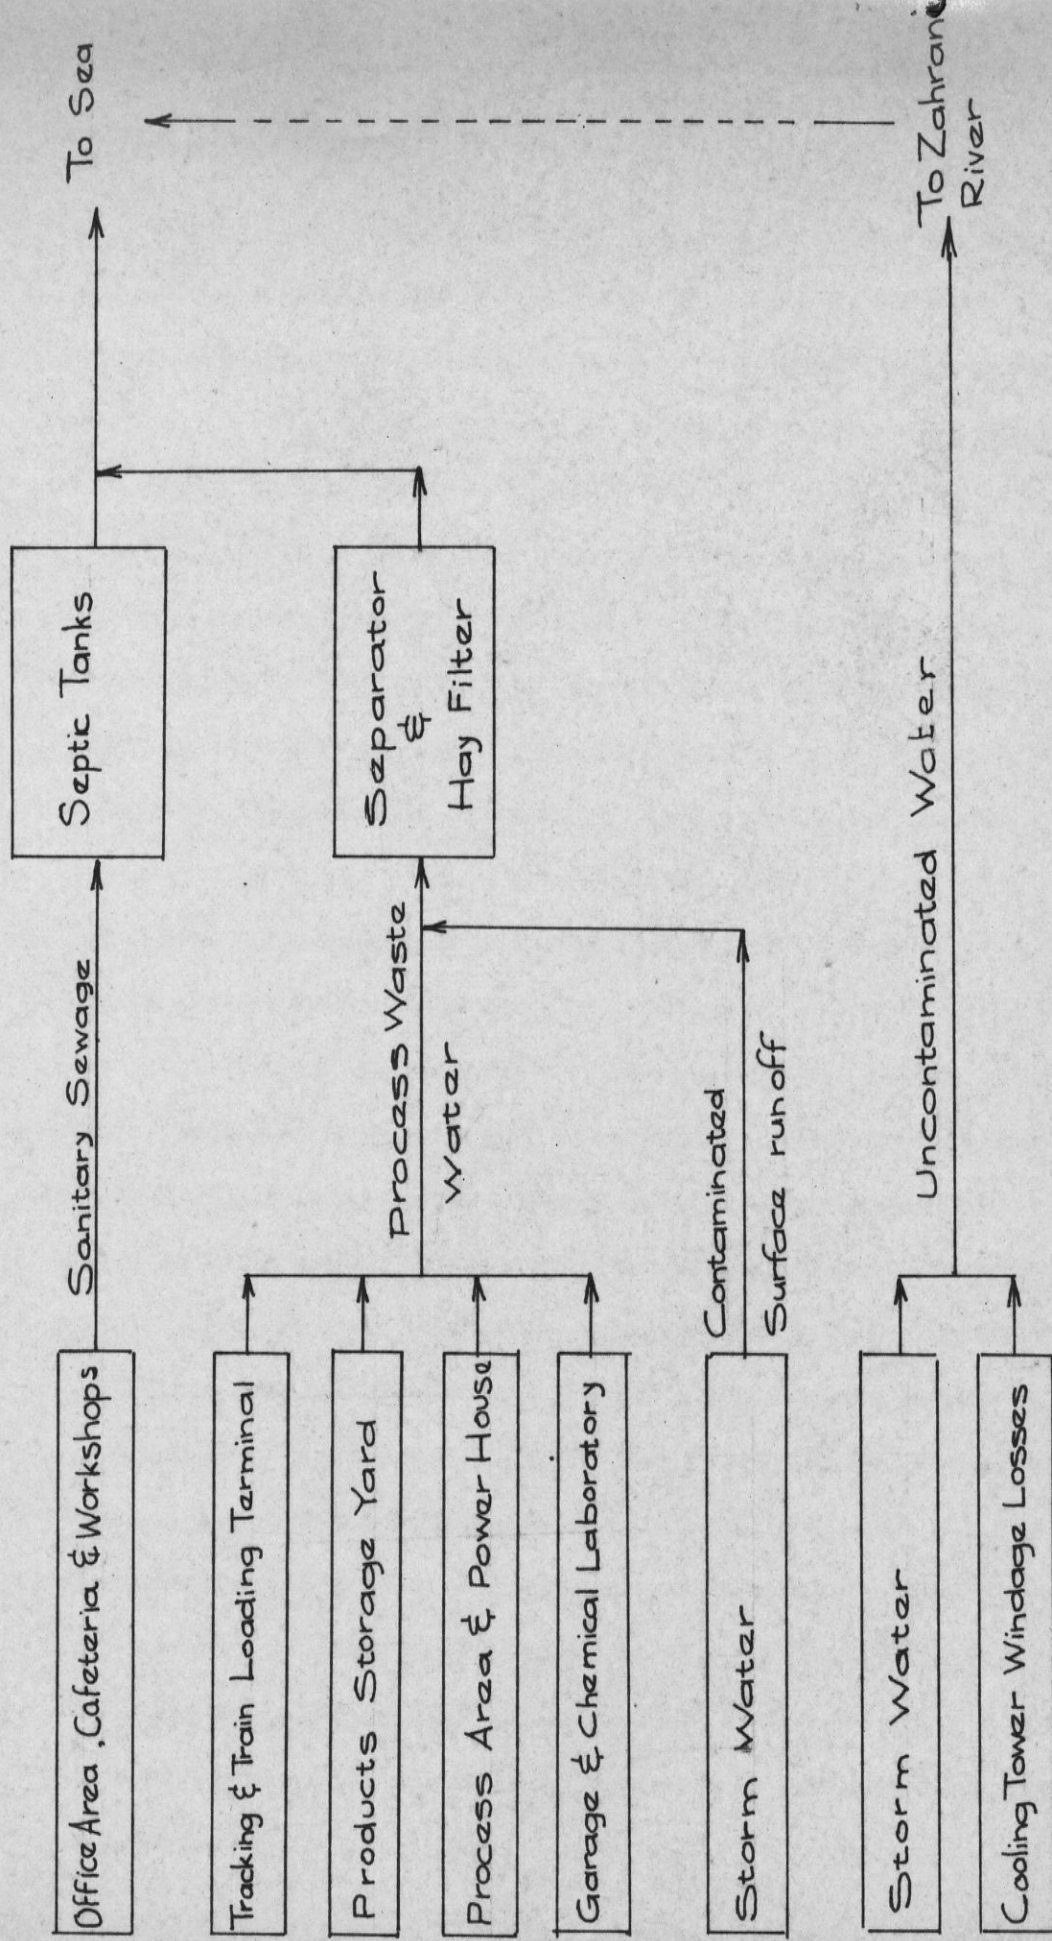 Office Area, Cafeteria & Workshops
Sanitary Sewage
Septic Tanks
To Sea
Tracking & Train Loading Terminal
Products Storage Yard
Process Area & Power House
Garage & Chemical Laboratory
Process Waste
Water
Separator
&
Hay Filter
Storm Water
Contaminated
Surface runoff
Storm Water
Cooling Tower Windage Losses
Uncontaminated Water
To Zahrani
River